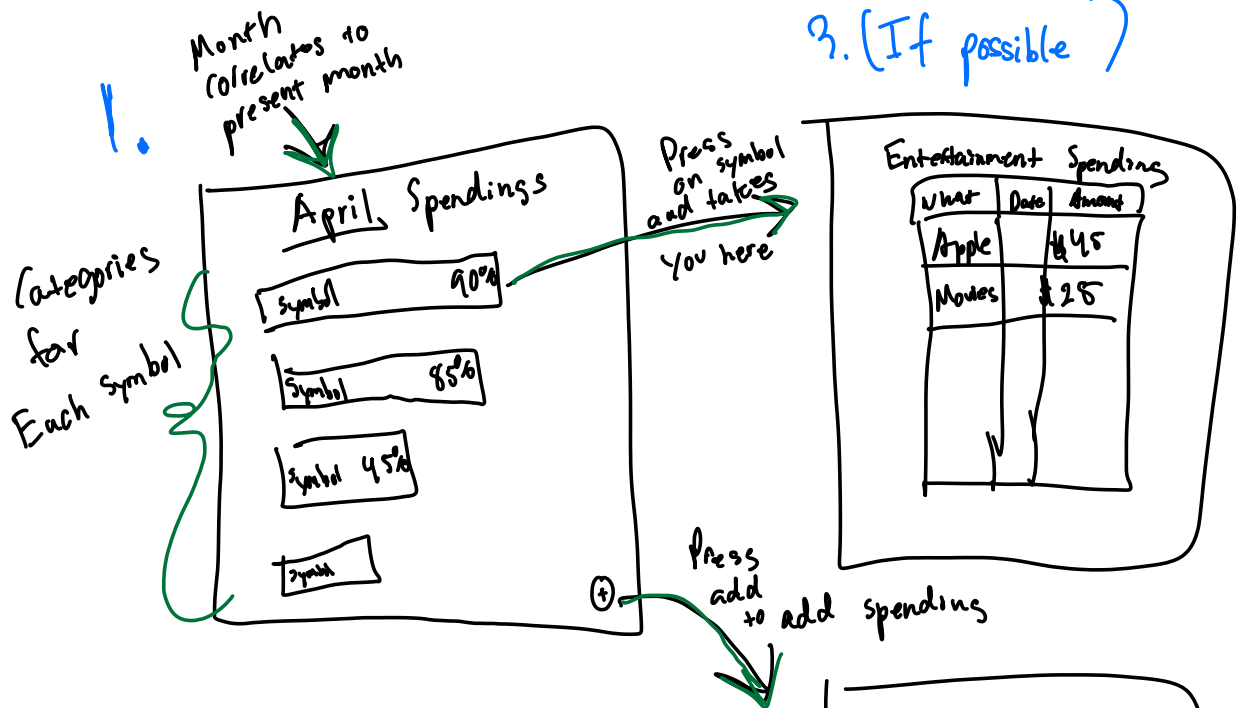 1.
Month
correlates to
present month
April Spendings
Categories
for
Each symbol
Symbol 90%
Symbol 85%
Symbol 45%
Symbol
+
Press
on symbol
and takes
you here
3. (If possible)
Entertainment Spending
What Date Amount
Apple $45
Movies $28
Press
add
to add spending